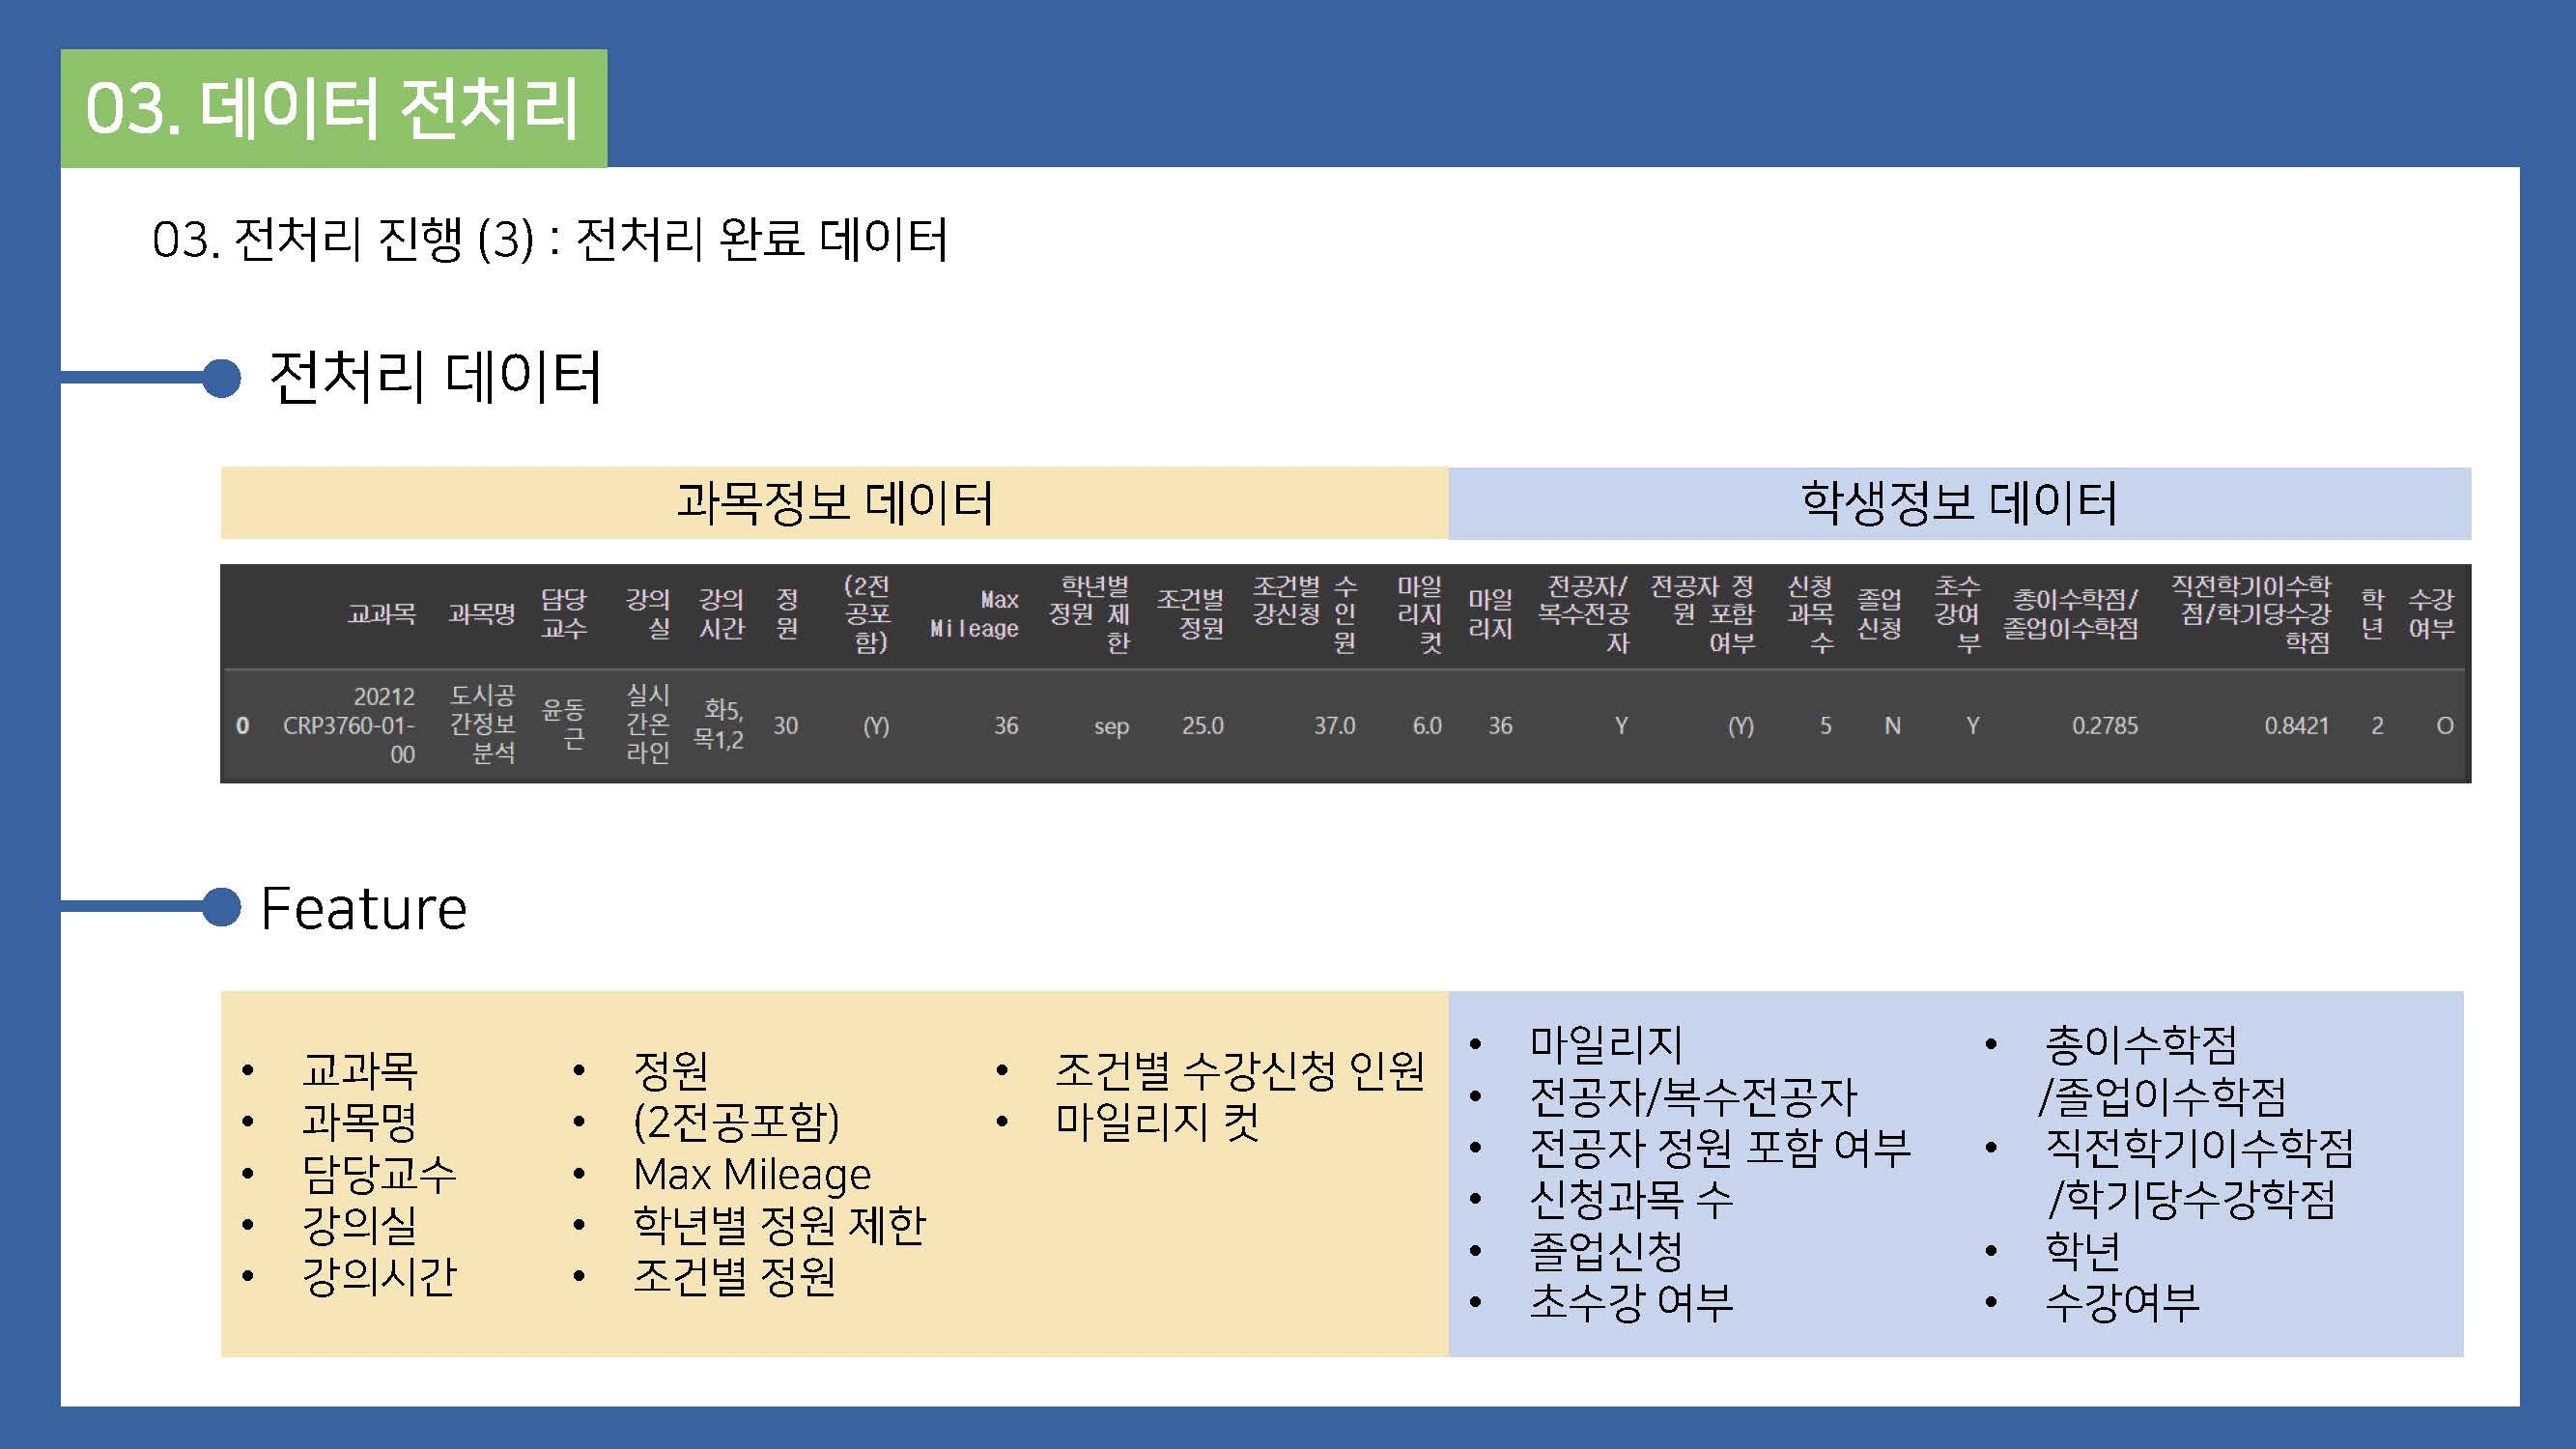 03. 데이터 전처리
03. 전처리 진행 (3) : 전처리 완료 데이터
전처리 데이터
과목정보 데이터
학생정보 데이터
교과목 과목명 담당교수 강의실 강의시간 정원 (2전공포함) Max Mileage 학년별 정원 제한 조건별 정원 조건별 수강신청 인원 마일리지 컷 마일리지 전공자/복수전공자 전공자 정원 포함 여부 신청과목수 졸업신청 초수강여부 총이수학점/졸업이수학점 직전학기이수학점/학기당수강학점 학년 수강여부
0 20212 CRP3760-01-00 도시공간정보분석 윤동근 실시간온라인 화5,목1,2 30 (Y) 36 sep 25.0 37.0 6.0 36 Y (Y) 5 N Y 0.2785 0.8421 2 O
Feature
• 교과목
• 과목명
• 담당교수
• 강의실
• 강의시간
• 정원
• (2전공포함)
• Max Mileage
• 학년별 정원 제한
• 조건별 정원
• 조건별 수강신청 인원
• 마일리지 컷
• 마일리지
• 전공자/복수전공자
• 전공자 정원 포함 여부
• 신청과목 수
• 졸업신청
• 초수강 여부
• 총이수학점
/졸업이수학점
• 직전학기이수학점
/학기당수강학점
• 학년
• 수강여부